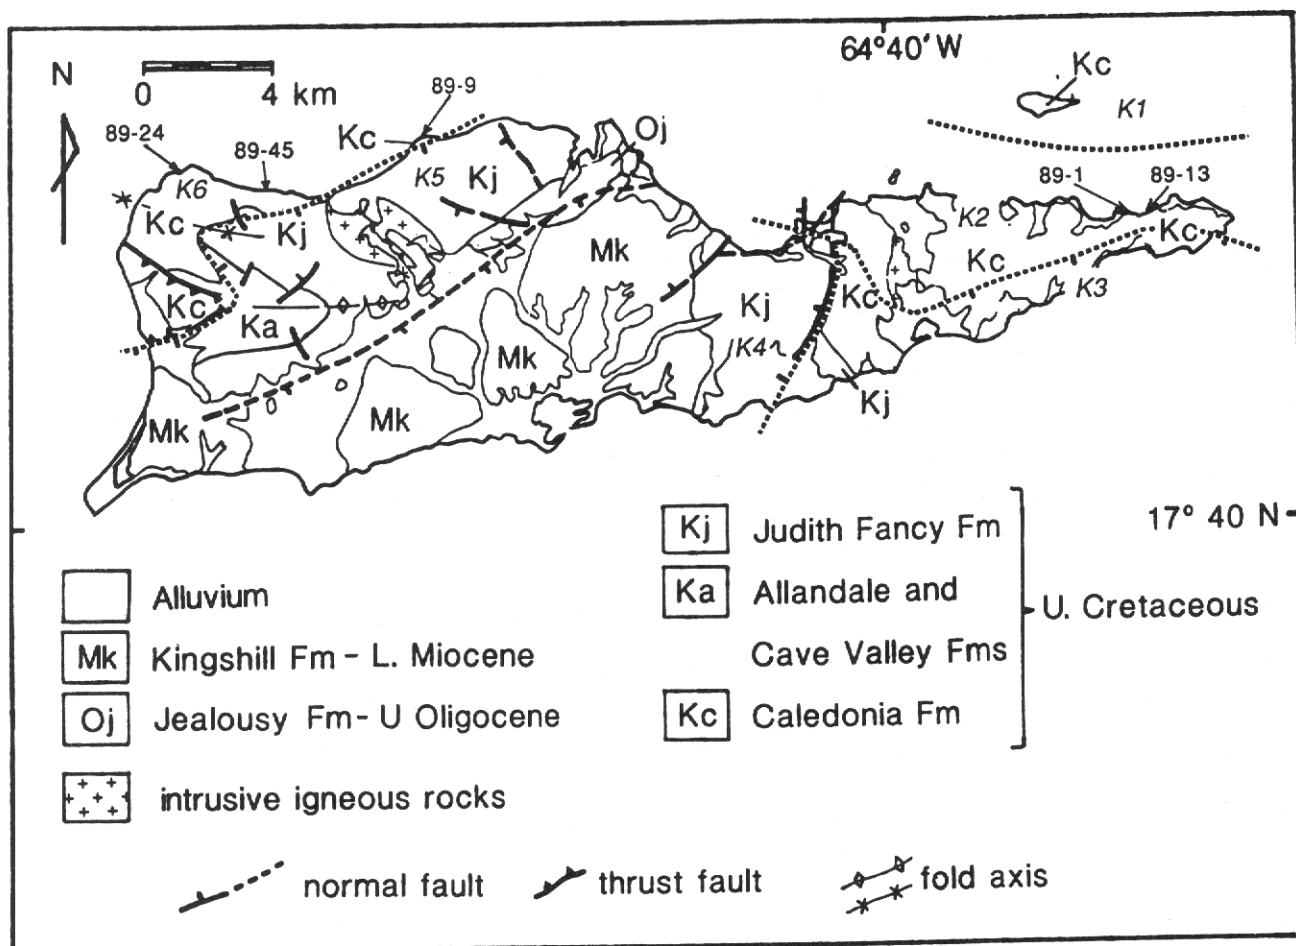 64°40' W
N
0 4 km
89-9
Kc
K1
89-24
89-45
Kc
Oj
K6
K5
Kj
89-1
89-13
Kc
Kj
K2
Kc
Mk
Kc
K3
Kc
Ka
Kj
Kc
Mk
K4
Kj
Mk
Mk
17° 40 N
Kj Judith Fancy Fm
Ka Allandale and
Cave Valley Fms
Kc Caledonia Fm
U. Cretaceous
Alluvium
Mk Kingshill Fm - L. Miocene
Oj Jealousy Fm - U Oligocene
intrusive igneous rocks
normal fault
thrust fault
fold axis